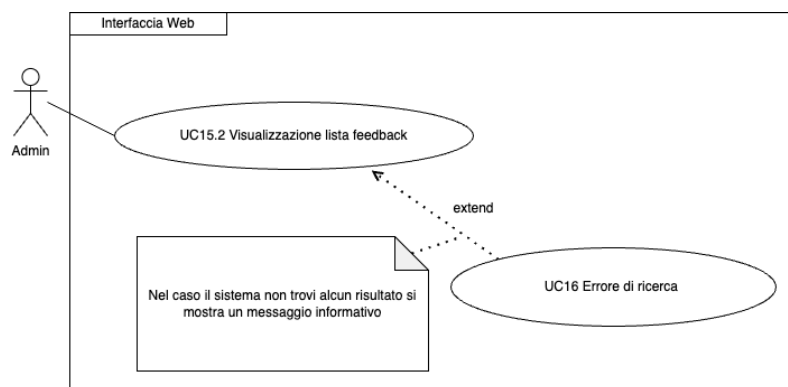 Interfaccia Web
Admin
UC15.2 Visualizzazione lista feedback
extend
Nel caso il sistema non trovi alcun risultato si
mostra un messaggio informativo
UC16 Errore di ricerca